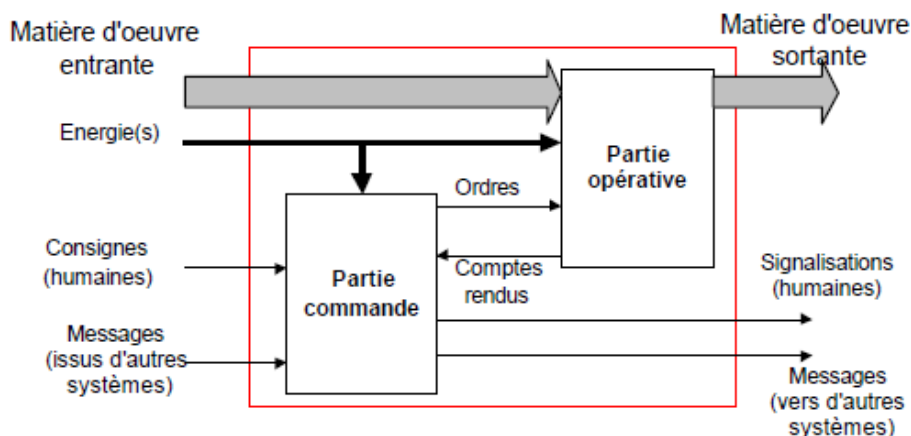 Matière d'oeuvre
entrante
Matière d'oeuvre
sortante
Energie(s)
Partie
opérative
Ordres
Consignes
(humaines)
Partie
commande
Comptes
rendus
Signalisations
(humaines)
Messages
(issus d'autres
systèmes)
Messages
(vers d'autres
systèmes)